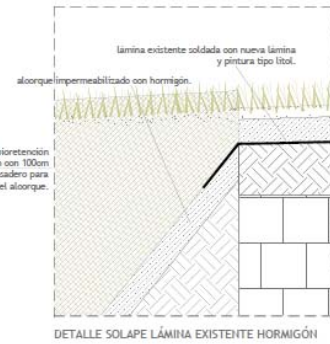 lámina existente soldada con nueva lámina
y pintura tipo litol.
alcorque impermeabilizado con hormigón.
bioretención
con 100cm
sadero para
el alcorque.
DETALLE SOLAPE LÁMINA EXISTENTE HORMIGÓN